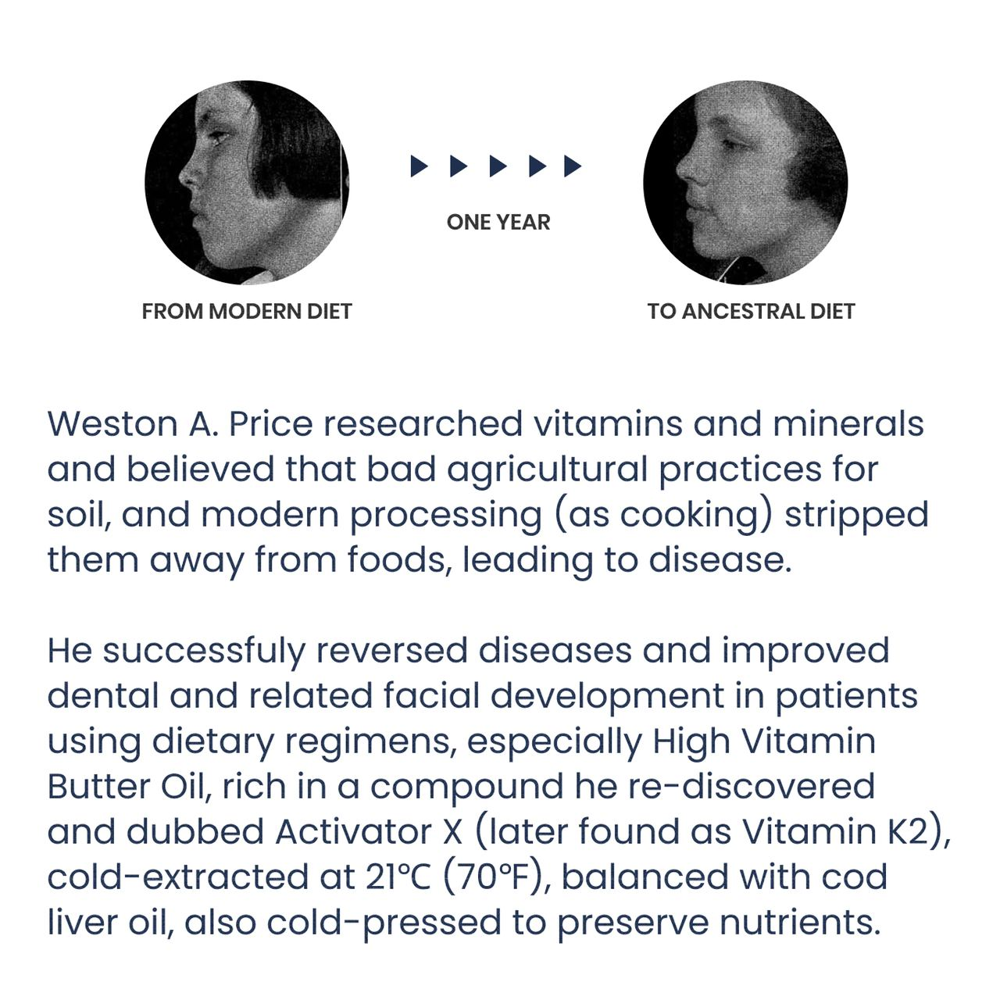 ONE YEAR
FROM MODERN DIET
TO ANCESTRAL DIET
Weston A. Price researched vitamins and minerals
and believed that bad agricultural practices for
soil, and modern processing (as cooking) stripped
them away from foods, leading to disease.
He successfuly reversed diseases and improved
dental and related facial development in patients
using dietary regimens, especially High Vitamin
Butter Oil, rich in a compound he re-discovered
and dubbed Activator X (later found as Vitamin K2),
cold-extracted at 21°C (70°F), balanced with cod
liver oil, also cold-pressed to preserve nutrients.